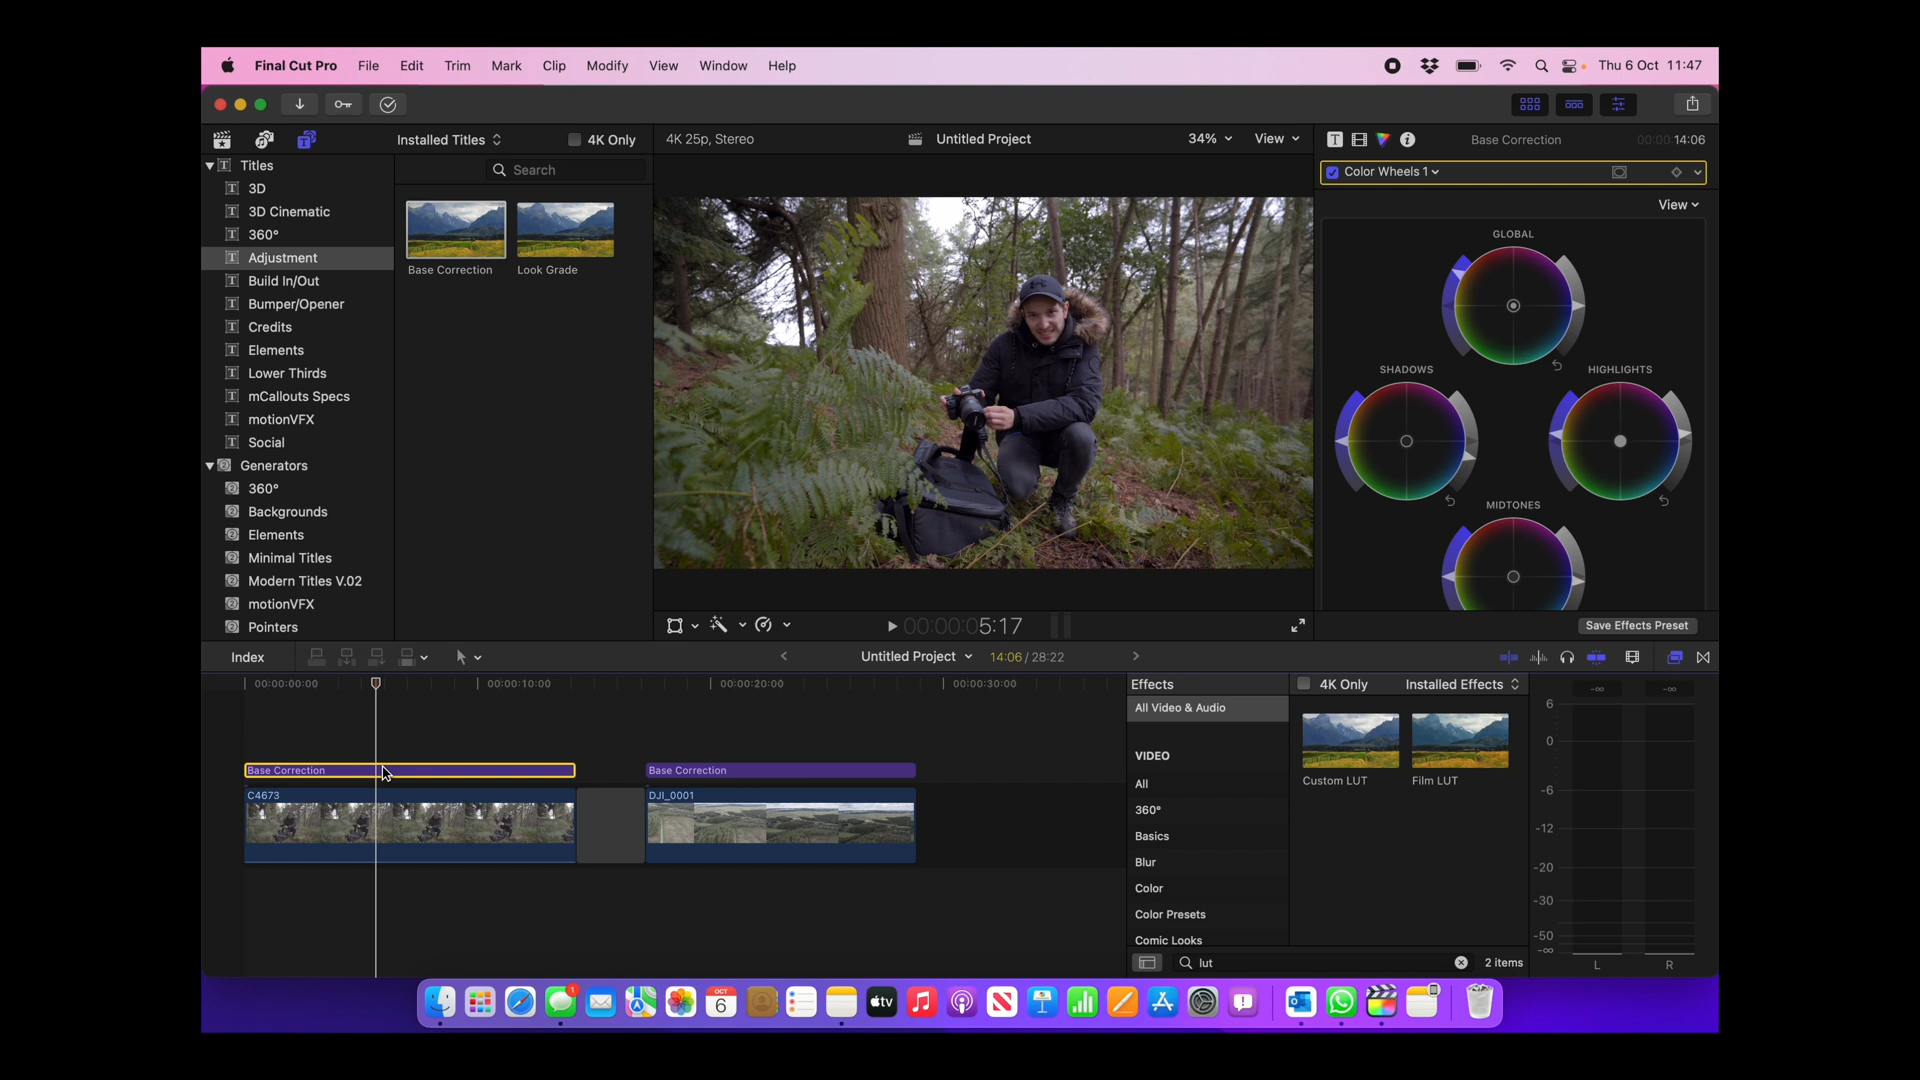 Final Cut Pro File Edit Trim Mark Clip Modify View Window Help Thu 6 Oct 11:47
Installed Titles 4K Only
4K 25p, Stereo Untitled Project 34% View
Base Correction 00:00:14:06
Titles
3D
3D Cinematic
360°
Adjustment
Build In/Out
Bumper/Opener
Credits
Elements
Lower Thirds
mCallouts Specs
motionVFX
Social
Generators
360°
Backgrounds
Elements
Minimal Titles
Modern Titles V.02
motionVFX
Pointers
Search
Base Correction Look Grade
Color Wheels 1
View
GLOBAL
SHADOWS HIGHLIGHTS
MIDTONES
00:00:05:17
Save Effects Preset
Index Untitled Project 14:06 / 28:22
00:00:00:00 00:00:10:00 00:00:20:00 00:00:30:00
Base Correction Base Correction
C4673 DJI_0001
Effects 4K Only Installed Effects
All Video & Audio
VIDEO
All
360°
Basics
Blur
Color
Color Presets
Comic Looks
Custom LUT Film LUT
lut 2 items
-∞ -∞
6
0
-6
-12
-20
-30
-50
-∞
L R
1
OCT
6
tv